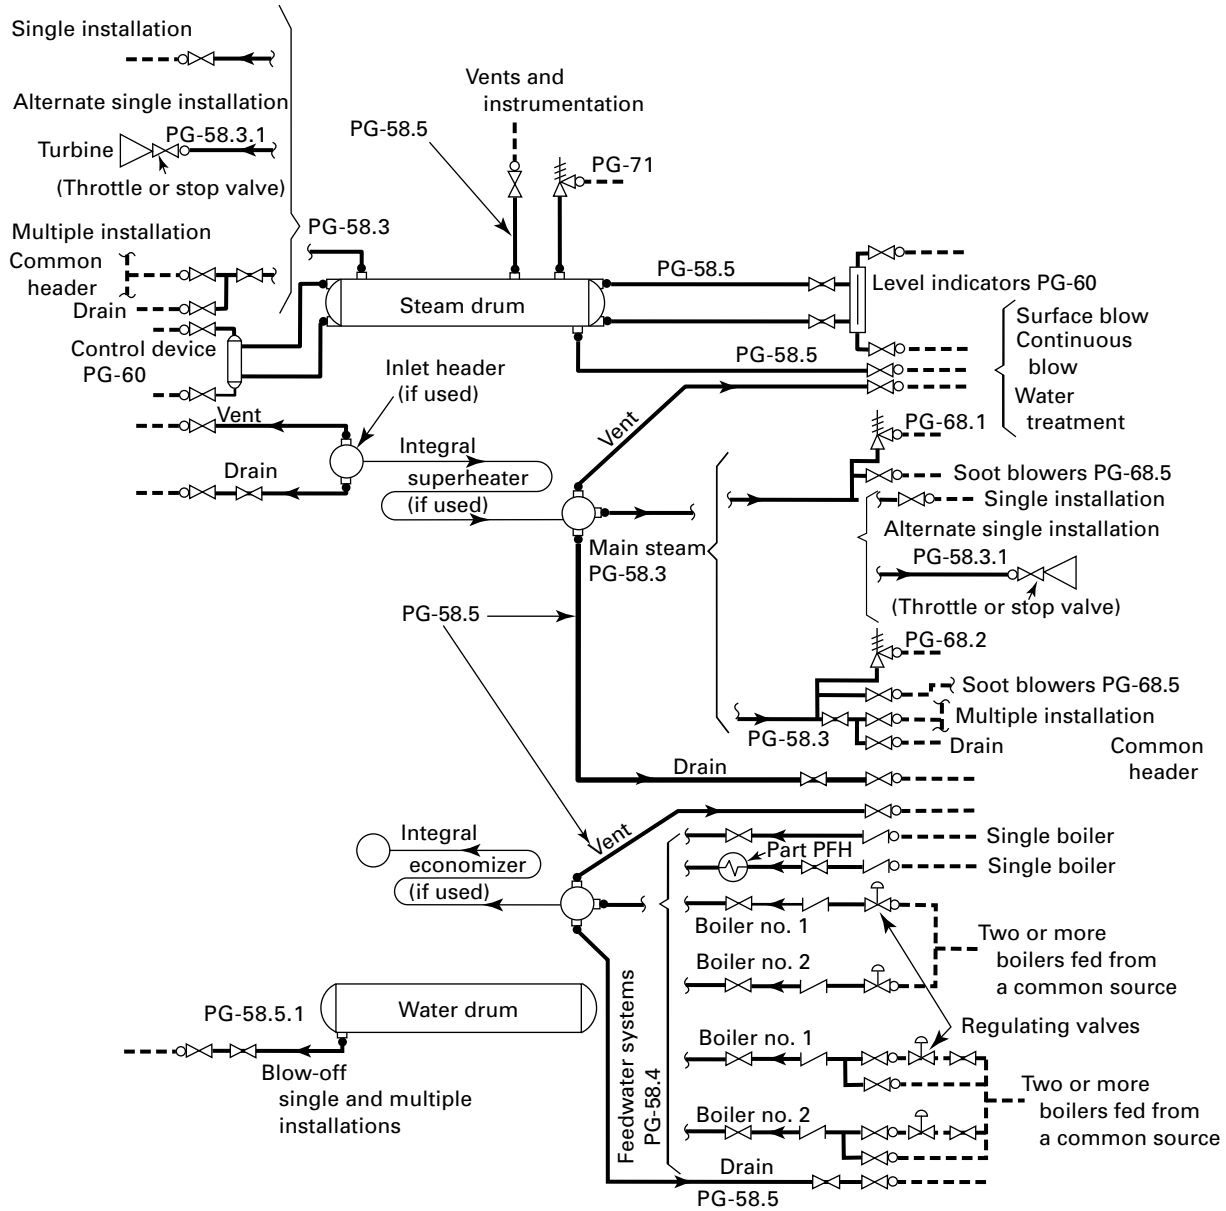 Single installation
Alternate single installation
PG-58.3.1
Turbine
(Throttle or stop valve)
Multiple installation
Common
header
Drain
Control device
PG-60
Vents and
instrumentation
PG-58.5
PG-71
PG-58.3
Steam drum
PG-58.5
Level indicators PG-60
PG-58.5
Surface blow
Continuous
blow
Water
treatment
Inlet header
(if used)
Vent
Drain
Integral
superheater
(if used)
Vent
Main steam
PG-58.3
PG-68.1
Soot blowers PG-68.5
Single installation
Alternate single installation
PG-58.3.1
(Throttle or stop valve)
PG-58.5
PG-68.2
Soot blowers PG-68.5
Multiple installation
PG-58.3
Drain
Common
header
Drain
Vent
Integral
economizer
(if used)
Single boiler
Part PFH
Single boiler
Boiler no. 1
Boiler no. 2
Two or more
boilers fed from
a common source
Regulating valves
Water drum
PG-58.5.1
Blow-off
single and multiple
installations
Feedwater systems
PG-58.4
Boiler no. 1
Boiler no. 2
Two or more
boilers fed from
a common source
Drain
PG-58.5